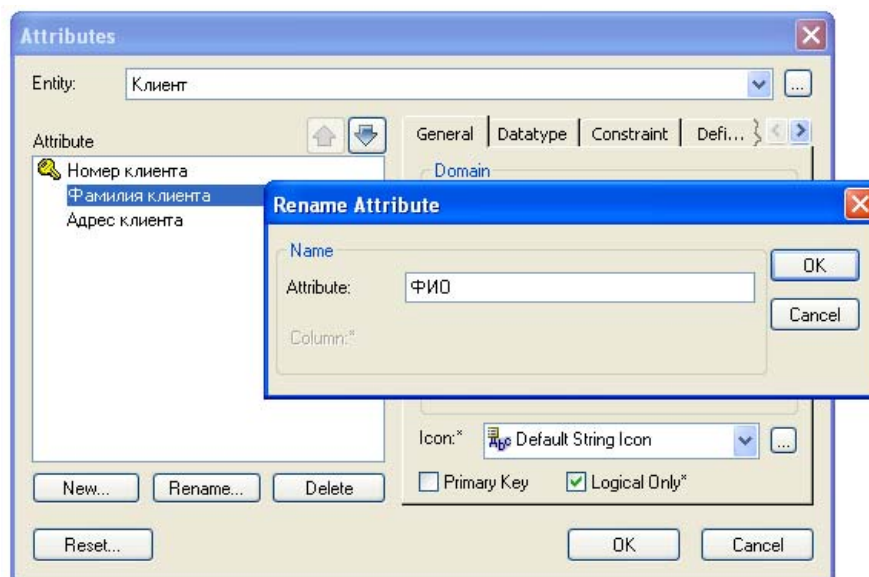 Attributes
Entity: Клиент ...
Attribute
General Datatype Constraint Defi...
Номер клиента
Domain
Фамилия клиента
Адрес клиента
Rename Attribute
Name
OK
Attribute: ФИО
Cancel
Column:*
Icon:* Default String Icon ...
New... Rename... Delete
Primary Key Logical Only*
Reset... OK Cancel